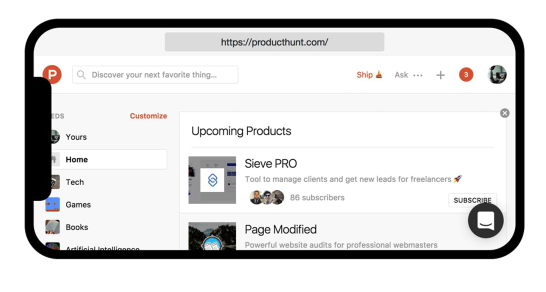 https://producthunt.com/
P
Discover your next favorite thing...
Ship
Ask
3
EDS
Customize
Yours
Home
Tech
Games
Books
Artificial Intelligence
Upcoming Products
Sieve PRO
Tool to manage clients and get new leads for freelancers 🚀
86 subscribers
SUBSCRIBE
Page Modified
Powerful website audits for professional webmasters